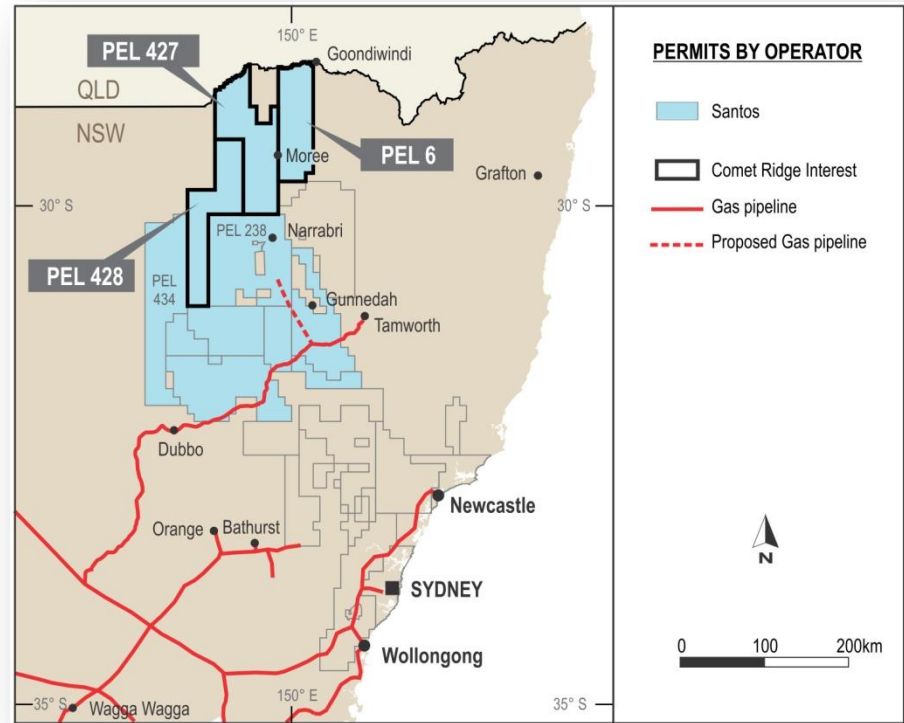 150° E
PEL 427
Goondiwindi
QLD
NSW
Moree
PEL 6
Grafton
30° S
30° S
PEL 238
Narrabri
PEL 428
PEL
434
Gunnedah
Tamworth
Dubbo
Newcastle
Orange
Bathurst
SYDNEY
Wollongong
150° E
35° S
Wagga Wagga
35° S
PERMITS BY OPERATOR
Santos
Comet Ridge Interest
Gas pipeline
Proposed Gas pipeline
N
0 100 200km